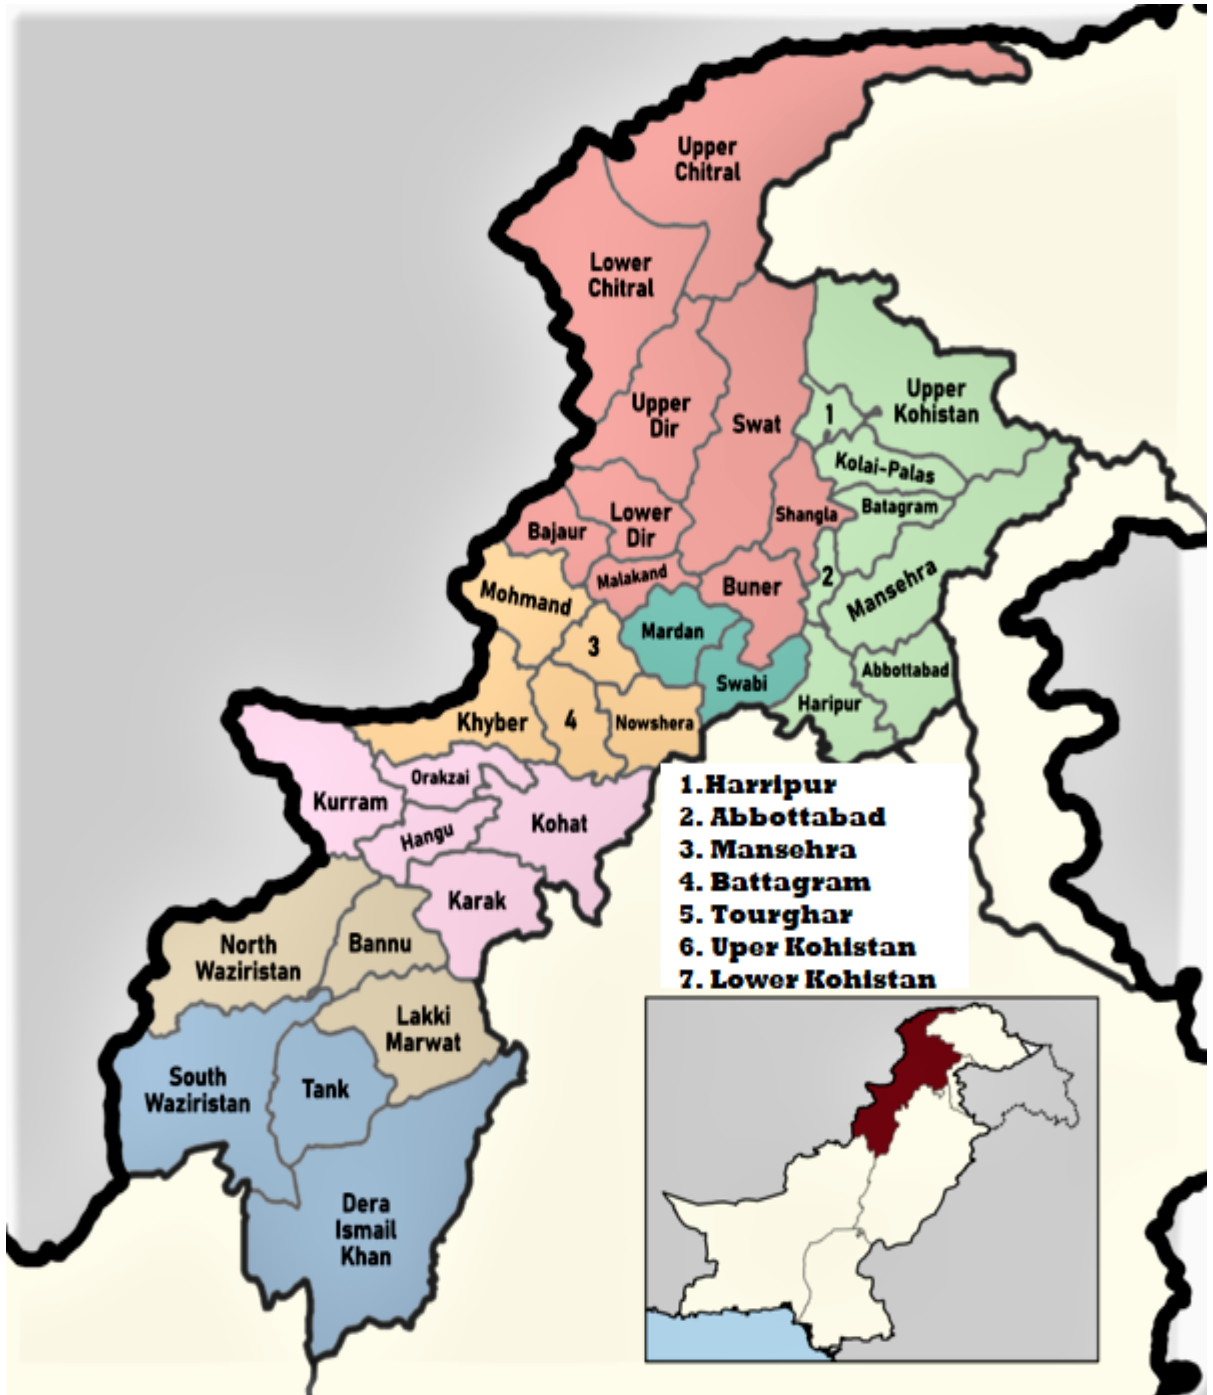 Upper
Chitral
Lower
Chitral
Upper
Dir
Swat
1
Upper
Kohistan
Kolai-Palas
Batagram
Shangla
Lower
Dir
Bajaur
Malakand
Buner
2
Mansehra
Mohmand
3
Mardan
Swabi
Abbottabad
Haripur
Khyber
4
Nowshera
Orakzai
Kurram
Hangu
Kohat
Karak
North
Waziristan
Bannu
Lakki
Marwat
South
Waziristan
Tank
Dera
Ismail
Khan
1.Harripur
2. Abbottabad
3. Mansehra
4. Battagram
5. Tourghar
6. Uper Kohistan
7. Lower Kohistan